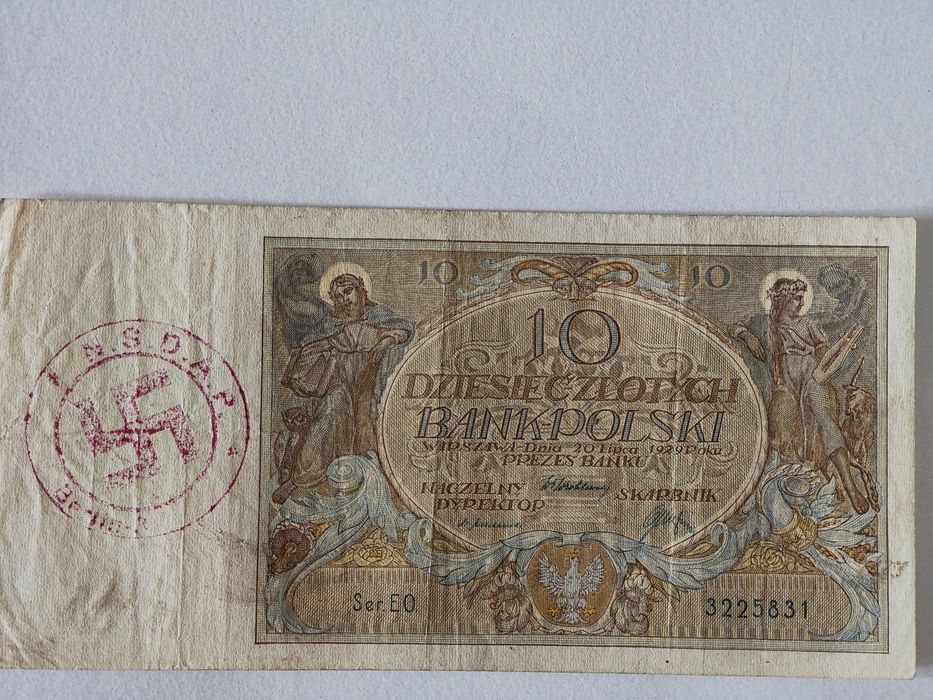 N.S.D.A.P.
10 10
10
DZIESIĘĆ ZŁOTYCH
BANK POLSKI
WARSZAWA - Dnia 20 Lipca 1929 Roku
PREZES BANKU
NACZELNY
DYREKTOR
SKARBNIK
Ser. EO
3225831